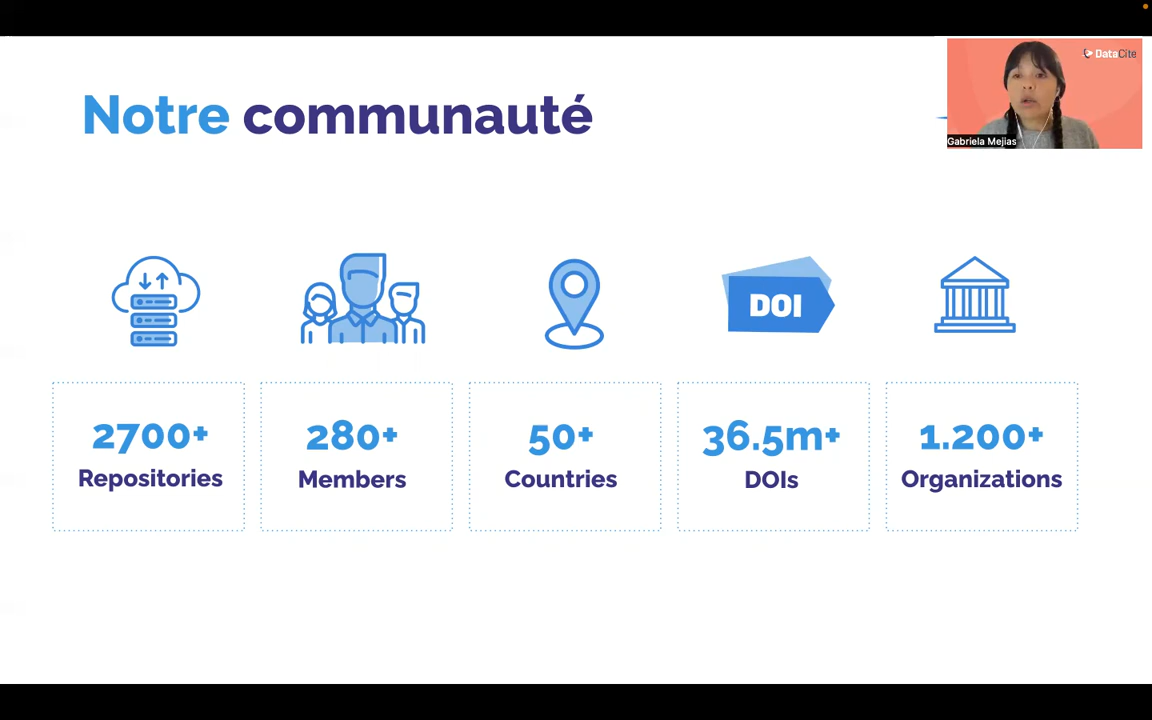 Notre communauté
DataCite
Gabriela Mejias
DOI
2700+
Repositories
280+
Members
50+
Countries
36.5m+
DOIs
1.200+
Organizations